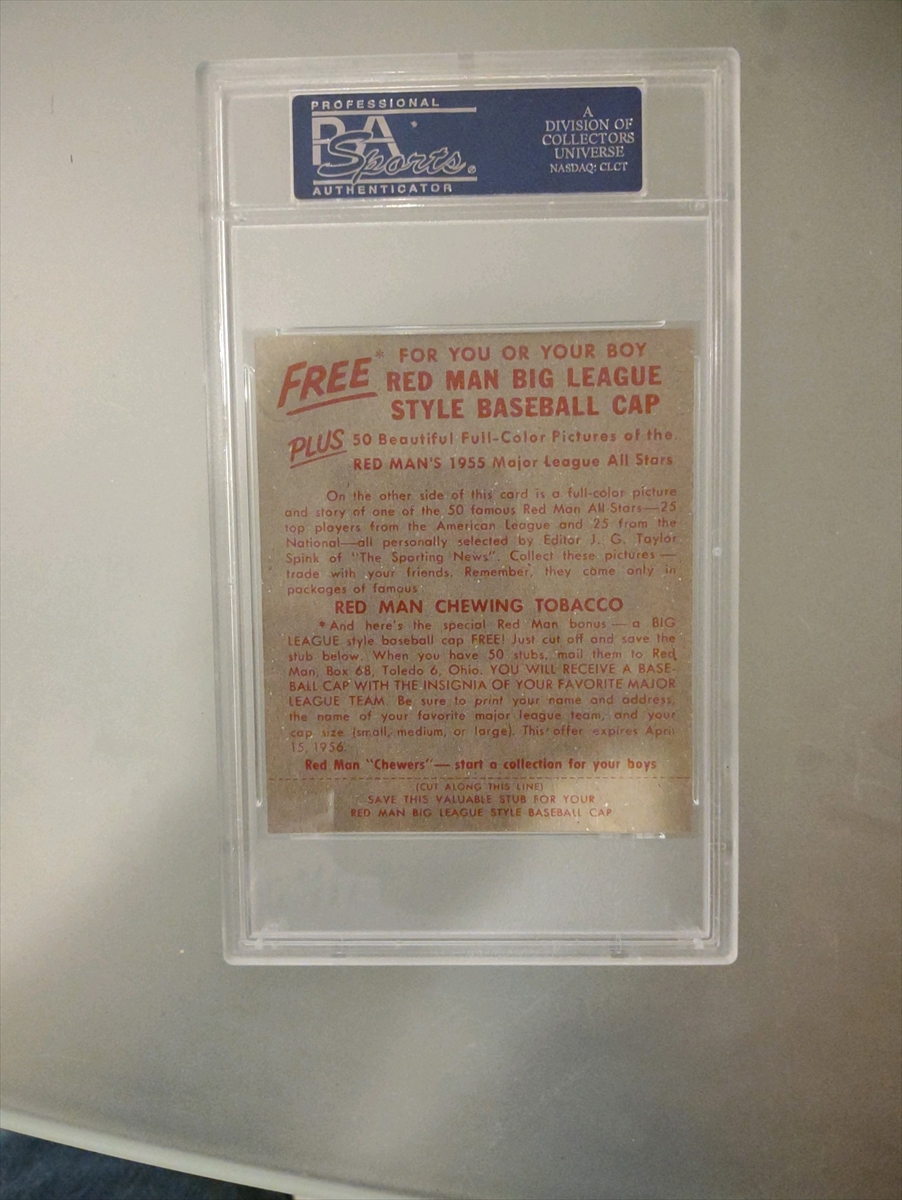 PROFESSIONAL
PSA
Sports
AUTHENTICATOR
A
DIVISION OF
COLLECTORS
UNIVERSE
NASDAQ: CLCT
FREE* FOR YOU OR YOUR BOY
RED MAN BIG LEAGUE
STYLE BASEBALL CAP
PLUS 50 Beautiful Full-Color Pictures of the
RED MAN'S 1955 Major League All Stars
On the other side of this card is a full-color picture
and story of one of the 50 famous Red Man All-Stars—25
top players from the American League and 25 from the
National—all personally selected by Editor J. G. Taylor
Spink of "The Sporting News". Collect these pictures —
trade with your friends. Remember, they come only in
packages of famous
RED MAN CHEWING TOBACCO
*And here's the special Red Man bonus — a BIG
LEAGUE style baseball cap FREE! Just cut off and save the
stub below. When you have 50 stubs, mail them to Red
Man, Box 68, Toledo 6, Ohio. YOU WILL RECEIVE A BASE-
BALL CAP WITH THE INSIGNIA OF YOUR FAVORITE MAJOR
LEAGUE TEAM. Be sure to print your name and address,
the name of your favorite major league team, and your
cap size (small, medium, or large). This offer expires April
15, 1956.
Red Man "Chewers"— start a collection for your boys
(CUT ALONG THIS LINE)
SAVE THIS VALUABLE STUB FOR YOUR
RED MAN BIG LEAGUE STYLE BASEBALL CAP